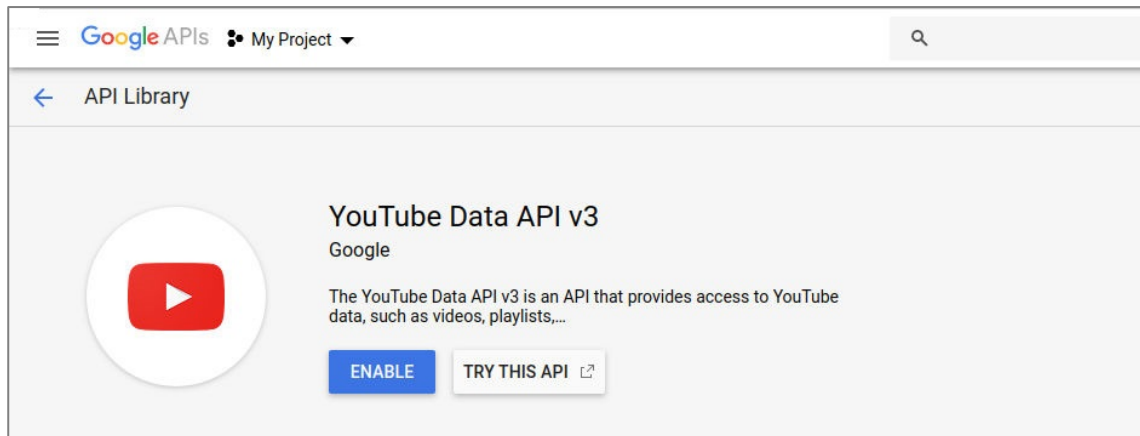 Google APIs My Project
API Library
YouTube Data API v3
Google
The YouTube Data API v3 is an API that provides access to YouTube
data, such as videos, playlists,…
ENABLE TRY THIS API